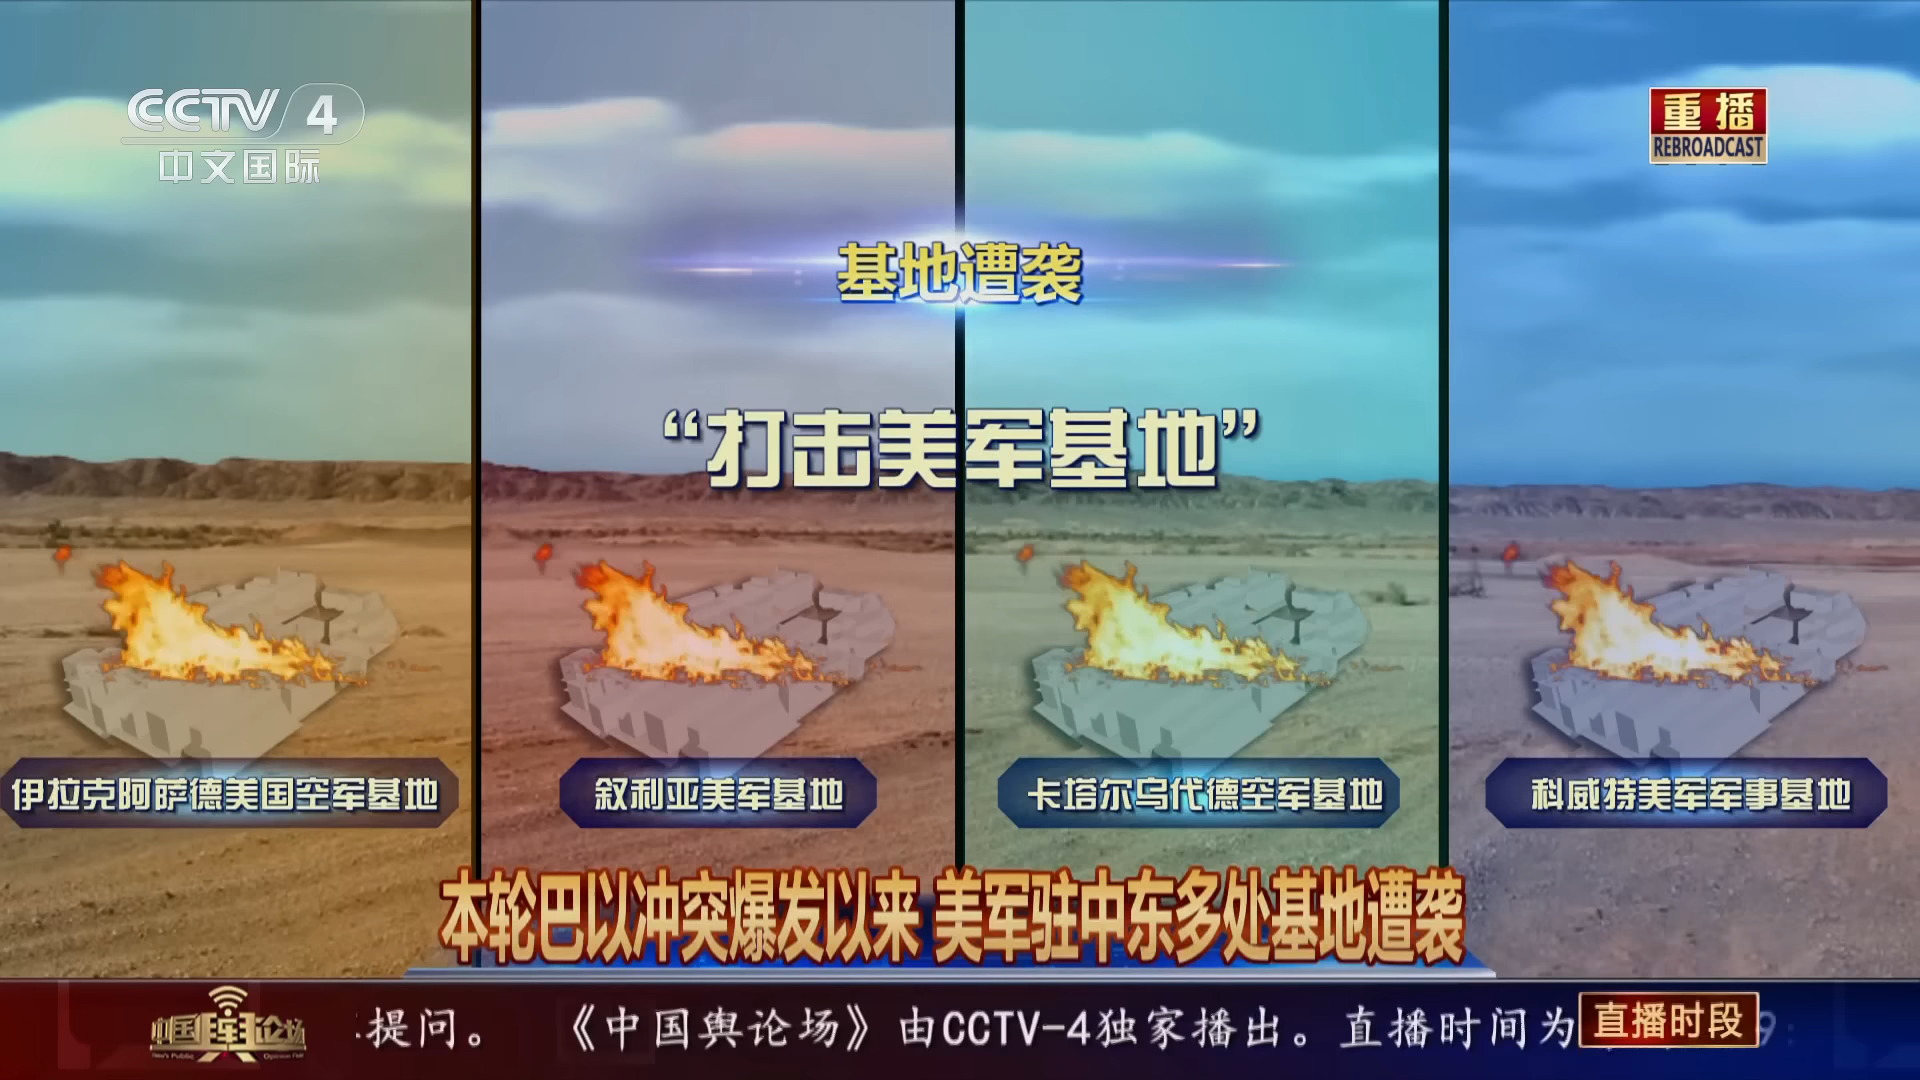 CCTV 4
中文国际
重播
REBROADCAST
基地遭袭
“打击美军基地”
伊拉克阿萨德美国空军基地
叙利亚美军基地
卡塔尔乌代德空军基地
科威特美军军事基地
本轮巴以冲突爆发以来 美军驻中东多处基地遭袭
中国舆论场
提问。 《中国舆论场》由CCTV-4独家播出。直播时间为
直播时段